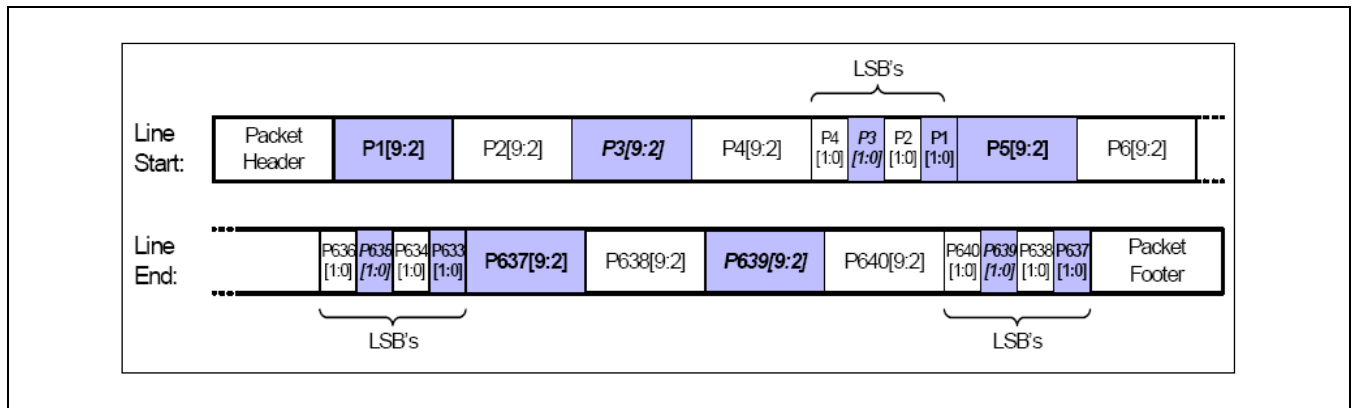 LSB's
Line Start:
Packet Header
P1[9:2]
P2[9:2]
P3[9:2]
P4[9:2]
P4 [1:0]
P3 [1:0]
P2 [1:0]
P1 [1:0]
P5[9:2]
P6[9:2]
Line End:
P636 [1:0]
P635 [1:0]
P634 [1:0]
P633 [1:0]
P637[9:2]
P638[9:2]
P639[9:2]
P640[9:2]
P640 [1:0]
P639 [1:0]
P638 [1:0]
P637 [1:0]
Packet Footer
LSB's
LSB's